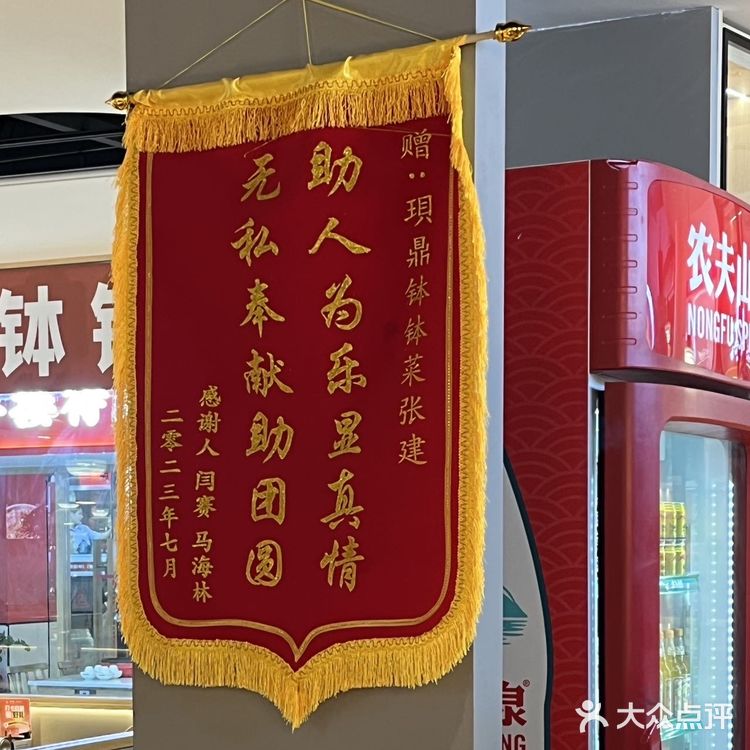 赠：珼鼎钵钵菜张建
助人为乐显真情
无私奉献助团圆
感谢人 闫赛 马海林
二零二三年七月
钵
农夫山
NONGFU SP
泉
NG
大众点评